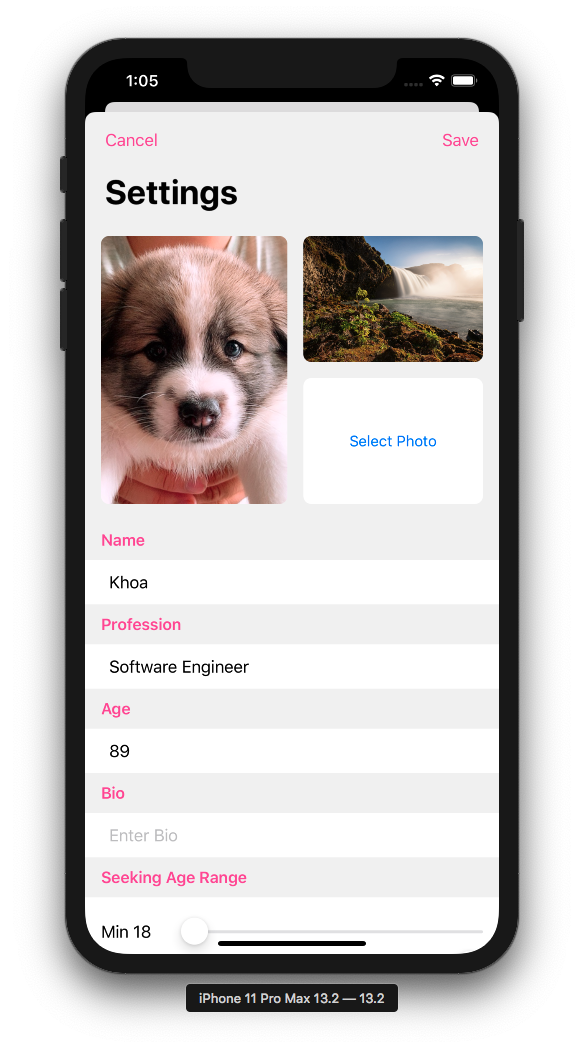 1:05
Cancel
Save
Settings
Select Photo
Name
Khoa
Profession
Software Engineer
Age
89
Bio
Enter Bio
Seeking Age Range
Min 18
iPhone 11 Pro Max 13.2 — 13.2